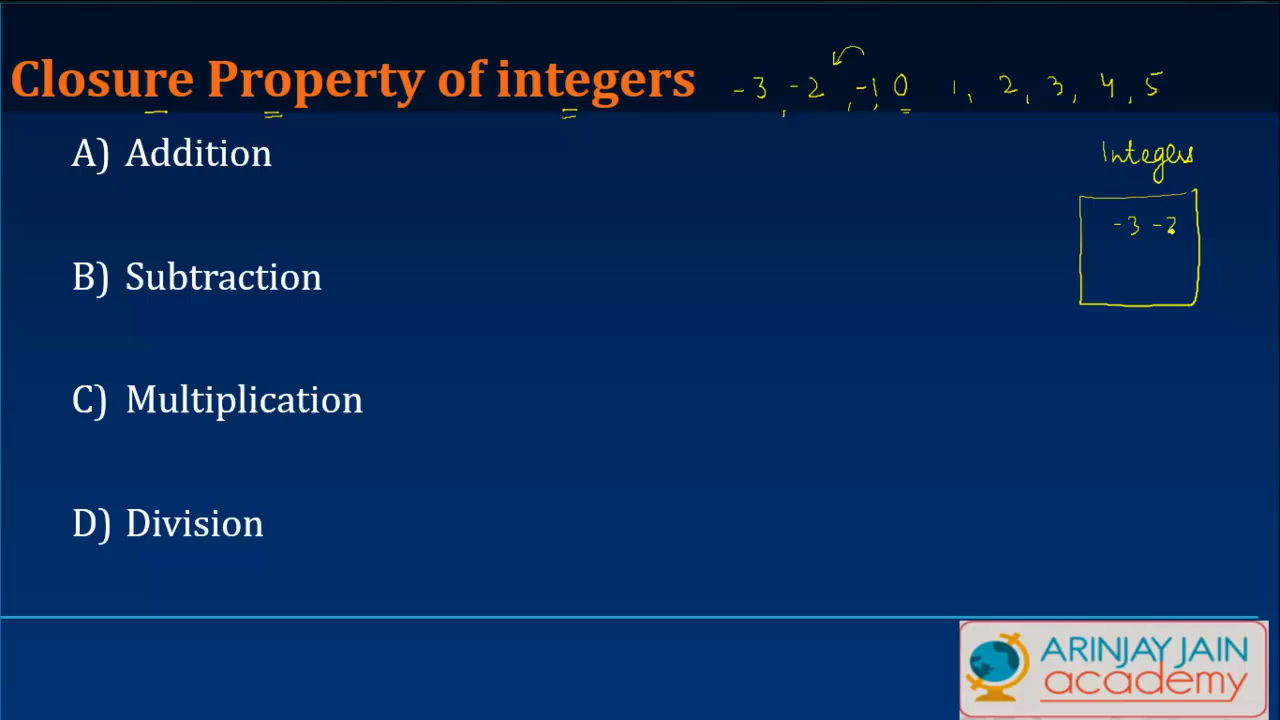 Closure Property of integers
-3, -2, -1, 0 1, 2, 3, 4, 5
A) Addition
Integers
-3 -2
B) Subtraction
C) Multiplication
D) Division
ARINJAY JAIN
academy